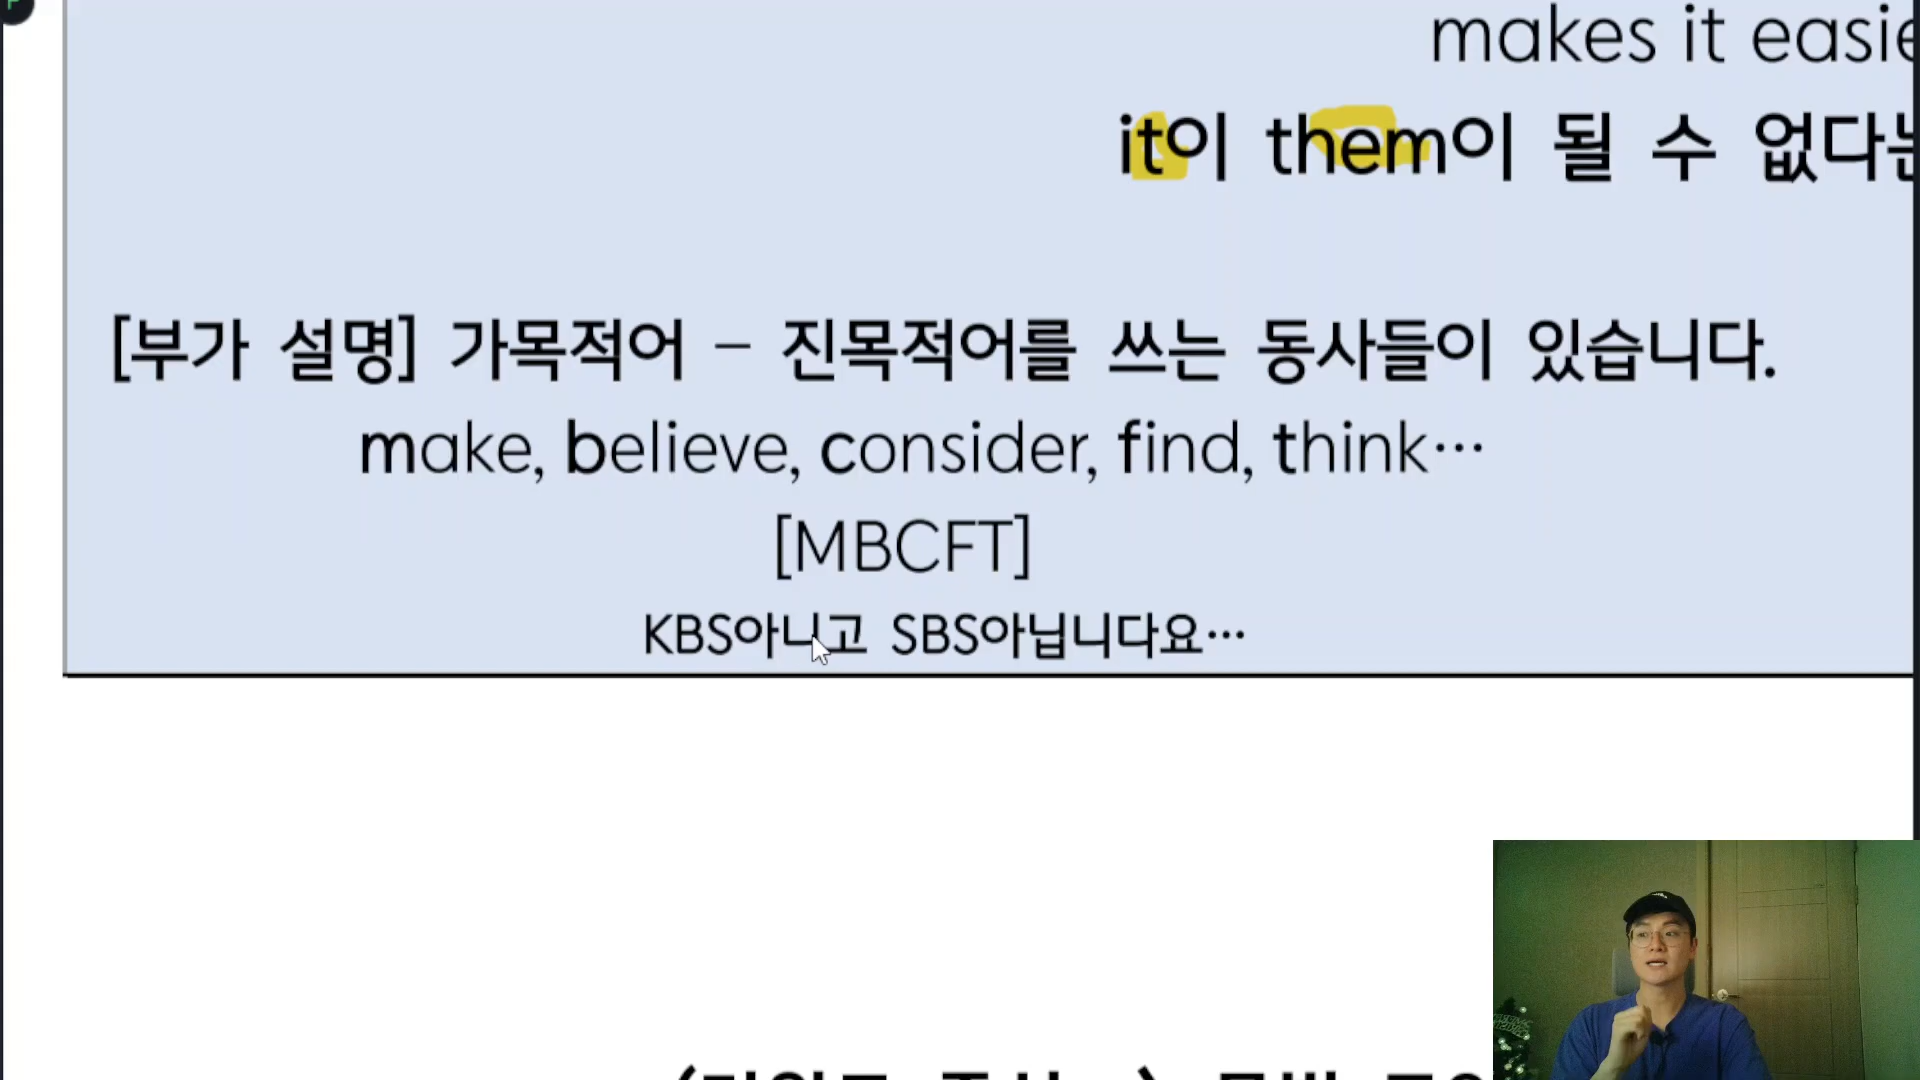 makes it easie
it이 them이 될 수 없다는
[부가 설명] 가목적어 – 진목적어를 쓰는 동사들이 있습니다.
make, believe, consider, find, think…
[MBCFT]
KBS아니고 SBS아닙니다요…